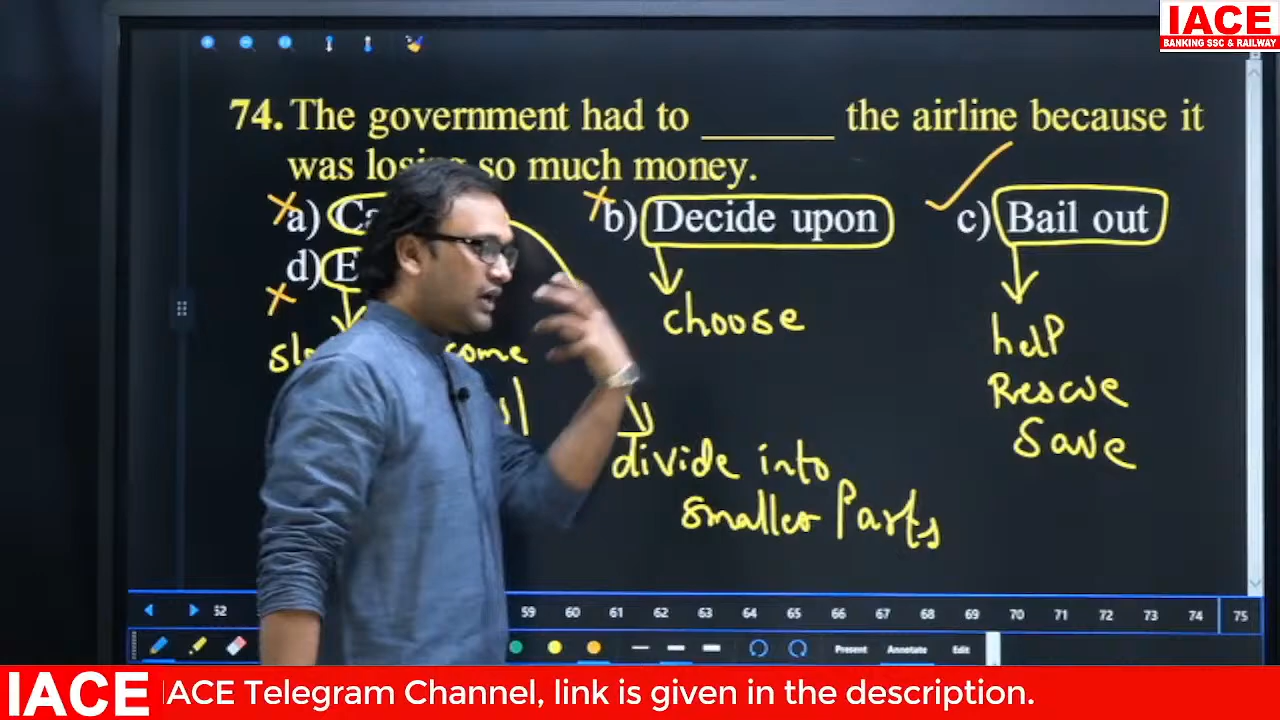 IACE
BANKING SSC & RAILWAY
74. The government had to ______ the airline because it
was losing so much money.
a) Ca b) Decide upon c) Bail out
d) E
choose
help
Rescue
Save
some
divide into
smaller Parts
52 59 60 61 62 63 64 65 66 67 68 69 70 71 72 73 74 75
Present Annotate Edit
IACE IACE Telegram Channel, link is given in the description.